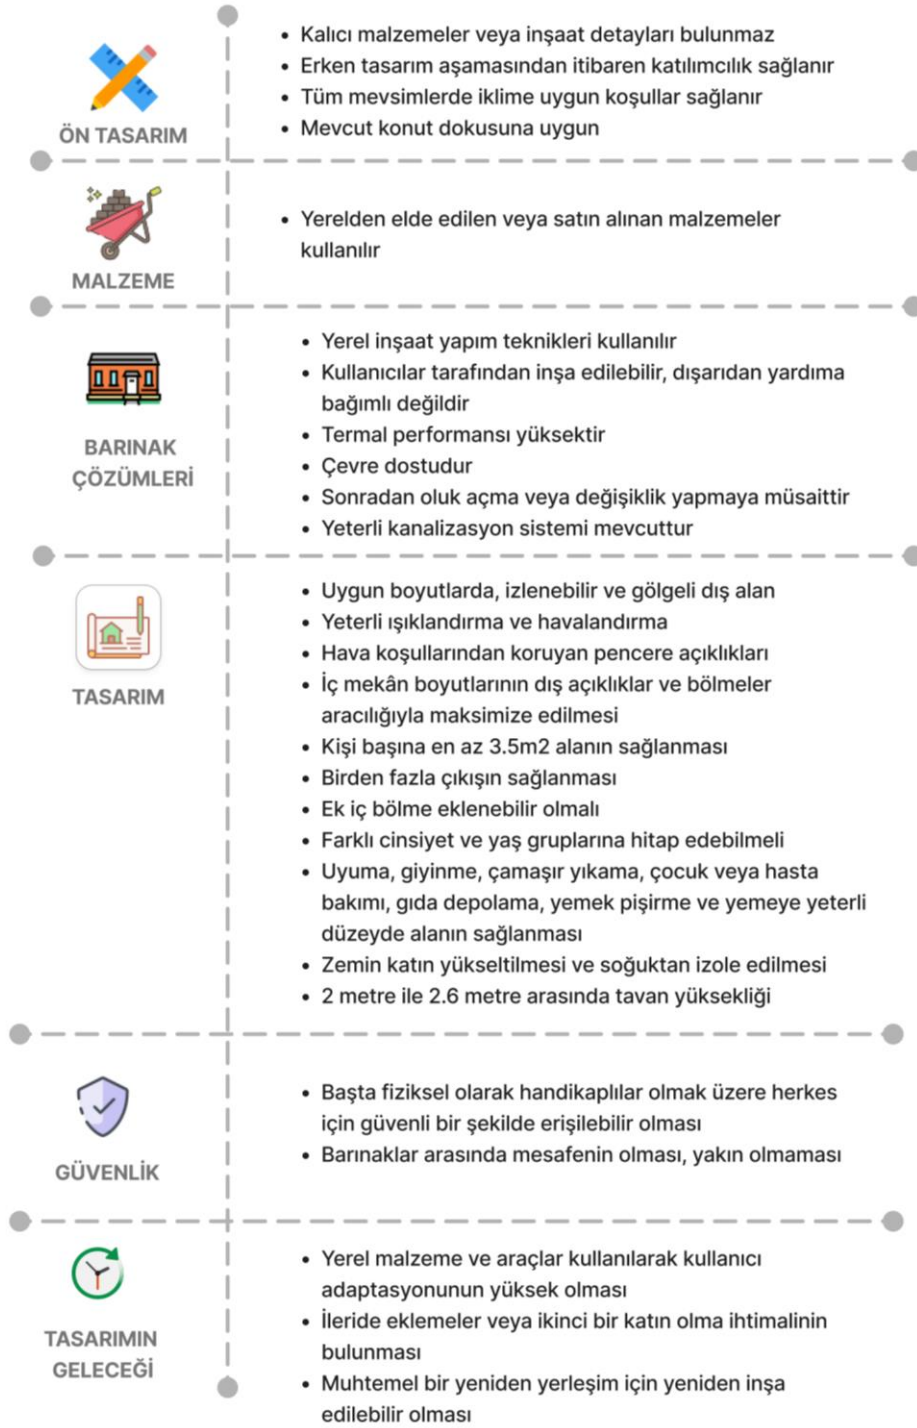 ÖN TASARIM
• Kalıcı malzemeler veya inşaat detayları bulunmaz
• Erken tasarım aşamasından itibaren katılımcılık sağlanır
• Tüm mevsimlerde iklime uygun koşullar sağlanır
• Mevcut konut dokusuna uygun
MALZEME
• Yerelden elde edilen veya satın alınan malzemeler
kullanılır
BARINAK
ÇÖZÜMLERİ
• Yerel inşaat yapım teknikleri kullanılır
• Kullanıcılar tarafından inşa edilebilir, dışarıdan yardıma
bağımlı değildir
• Termal performansı yüksektir
• Çevre dostudur
• Sonradan oluk açma veya değişiklik yapmaya müsaittir
• Yeterli kanalizasyon sistemi mevcuttur
TASARIM
• Uygun boyutlarda, izlenebilir ve gölgeli dış alan
• Yeterli ışıklandırma ve havalandırma
• Hava koşullarından koruyan pencere açıklıkları
• İç mekân boyutlarının dış açıklıklar ve bölmeler
aracılığıyla maksimize edilmesi
• Kişi başına en az 3.5m2 alanın sağlanması
• Birden fazla çıkışın sağlanması
• Ek iç bölme eklenebilir olmalı
• Farklı cinsiyet ve yaş gruplarına hitap edebilmeli
• Uyuma, giyinme, çamaşır yıkama, çocuk veya hasta
bakımı, gıda depolama, yemek pişirme ve yemeye yeterli
düzeyde alanın sağlanması
• Zemin katın yükseltilmesi ve soğuktan izole edilmesi
• 2 metre ile 2.6 metre arasında tavan yüksekliği
GÜVENLİK
• Başta fiziksel olarak handikaplılar olmak üzere herkes
için güvenli bir şekilde erişilebilir olması
• Barınaklar arasında mesafenin olması, yakın olmaması
TASARIMIN
GELECEĞİ
• Yerel malzeme ve araçlar kullanılarak kullanıcı
adaptasyonunun yüksek olması
• İleride eklemeler veya ikinci bir katın olma ihtimalinin
bulunması
• Muhtemel bir yeniden yerleşim için yeniden inşa
edilebilir olması